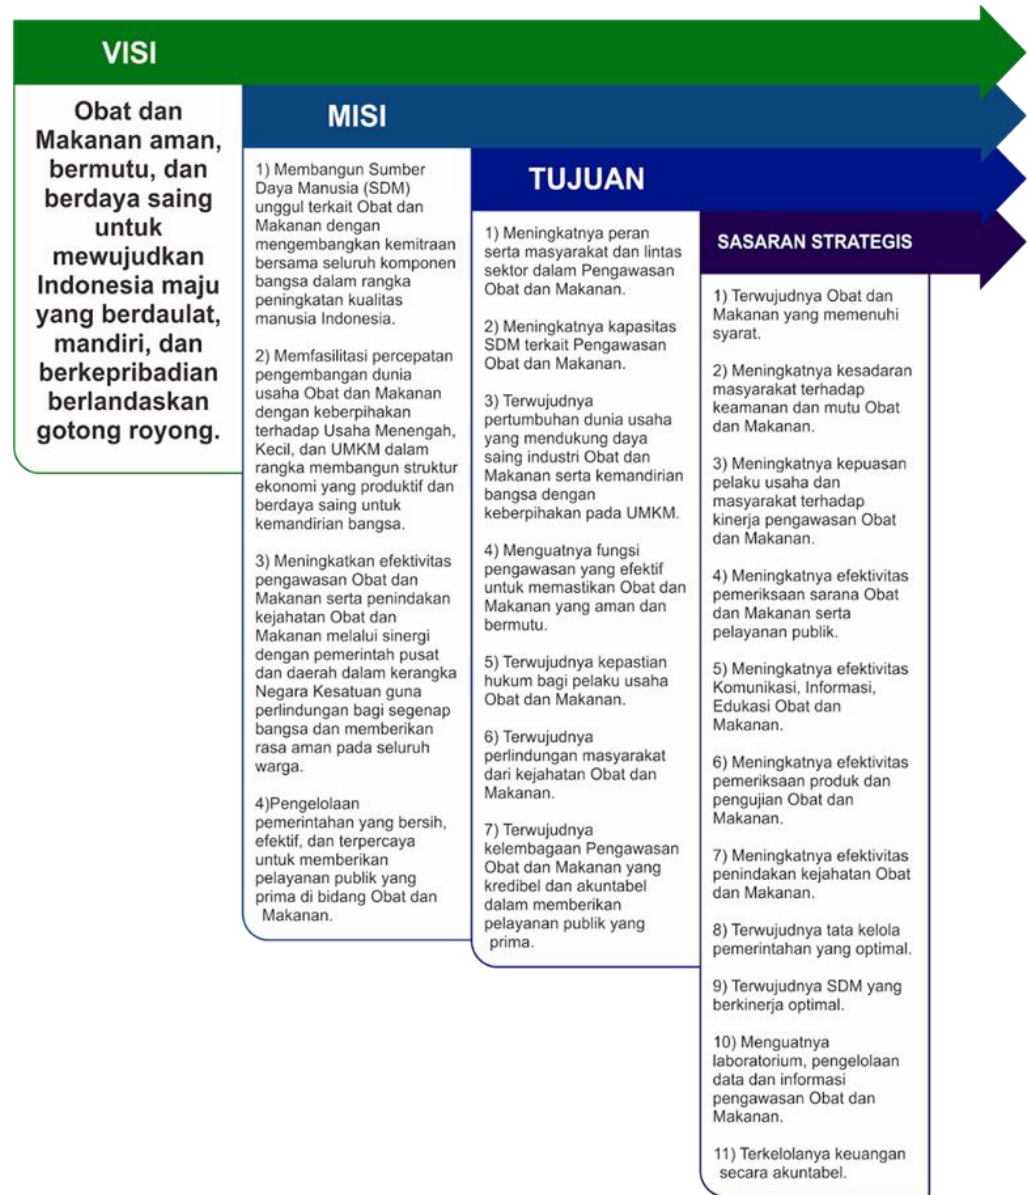 VISI
Obat dan
Makanan aman,
bermutu, dan
berdaya saing
untuk
mewujudkan
Indonesia maju
yang berdaulat,
mandiri, dan
berkepribadian
berlandaskan
gotong royong.
MISI
1) Membangun Sumber
Daya Manusia (SDM)
unggul terkait Obat dan
Makanan dengan
mengembangkan kemitraan
bersama seluruh komponen
bangsa dalam rangka
peningkatan kualitas
manusia Indonesia.
2) Memfasilitasi percepatan
pengembangan dunia
usaha Obat dan Makanan
dengan keberpihakan
terhadap Usaha Menengah,
Kecil, dan UMKM dalam
rangka membangun struktur
ekonomi yang produktif dan
berdaya saing untuk
kemandirian bangsa.
3) Meningkatkan efektivitas
pengawasan Obat dan
Makanan serta penindakan
kejahatan Obat dan
Makanan melalui sinergi
dengan pemerintah pusat
dan daerah dalam kerangka
Negara Kesatuan guna
perlindungan bagi segenap
bangsa dan memberikan
rasa aman pada seluruh
warga.
4)Pengelolaan
pemerintahan yang bersih,
efektif, dan terpercaya
untuk memberikan
pelayanan publik yang
prima di bidang Obat dan
Makanan.
TUJUAN
1) Meningkatnya peran
serta masyarakat dan lintas
sektor dalam Pengawasan
Obat dan Makanan.
2) Meningkatnya kapasitas
SDM terkait Pengawasan
Obat dan Makanan.
3) Terwujudnya
pertumbuhan dunia usaha
yang mendukung daya
saing industri Obat dan
Makanan serta kemandirian
bangsa dengan
keberpihakan pada UMKM.
4) Menguatnya fungsi
pengawasan yang efektif
untuk memastikan Obat dan
Makanan yang aman dan
bermutu.
5) Terwujudnya kepastian
hukum bagi pelaku usaha
Obat dan Makanan.
6) Terwujudnya
perlindungan masyarakat
dari kejahatan Obat dan
Makanan.
7) Terwujudnya
kelembagaan Pengawasan
Obat dan Makanan yang
kredibel dan akuntabel
dalam memberikan
pelayanan publik yang
prima.
SASARAN STRATEGIS
1) Terwujudnya Obat dan
Makanan yang memenuhi
syarat.
2) Meningkatnya kesadaran
masyarakat terhadap
keamanan dan mutu Obat
dan Makanan.
3) Meningkatnya kepuasan
pelaku usaha dan
masyarakat terhadap
kinerja pengawasan Obat
dan Makanan.
4) Meningkatnya efektivitas
pemeriksaan sarana Obat
dan Makanan serta
pelayanan publik.
5) Meningkatnya efektivitas
Komunikasi, Informasi,
Edukasi Obat dan
Makanan.
6) Meningkatnya efektivitas
pemeriksaan produk dan
pengujian Obat dan
Makanan.
7) Meningkatnya efektivitas
penindakan kejahatan Obat
dan Makanan.
8) Terwujudnya tata kelola
pemerintahan yang optimal.
9) Terwujudnya SDM yang
berkinerja optimal.
10) Menguatnya
laboratorium, pengelolaan
data dan informasi
pengawasan Obat dan
Makanan.
11) Terkelolanya keuangan
secara akuntabel.